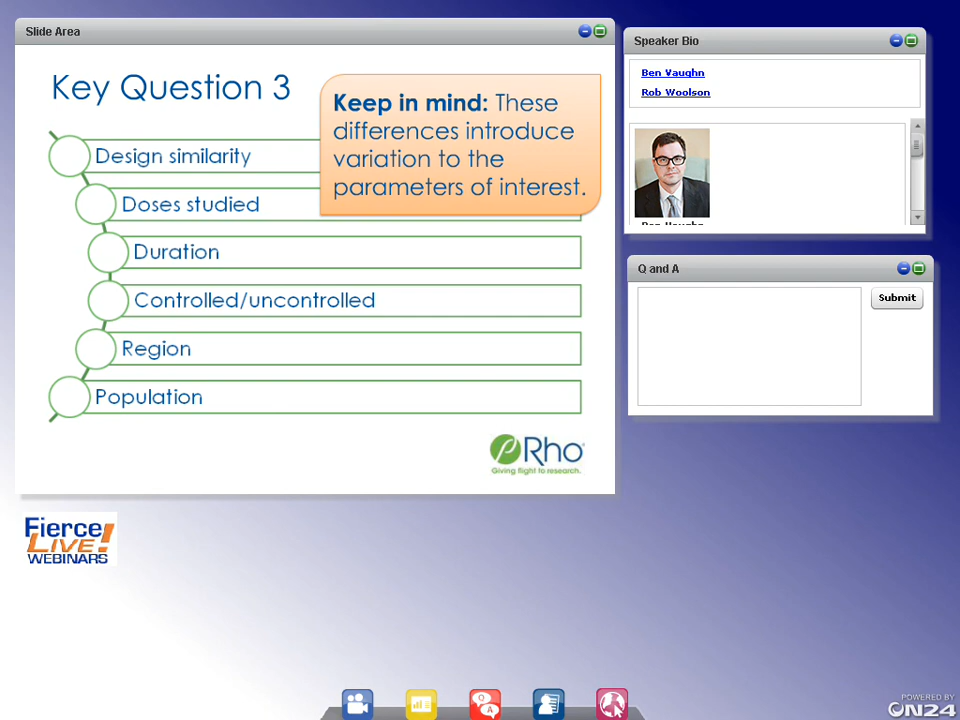 Slide Area
Key Question 3
Keep in mind: These
differences introduce
variation to the
parameters of interest.
Design similarity
Doses studied
Duration
Controlled/uncontrolled
Region
Population
Rho
Giving flight to research.
Speaker Bio
Ben Vaughn
Rob Woolson
Ben Vaughn
Q and A
Submit
Fierce
LIVE!
WEBINARS
Q
A
POWERED BY
ON24